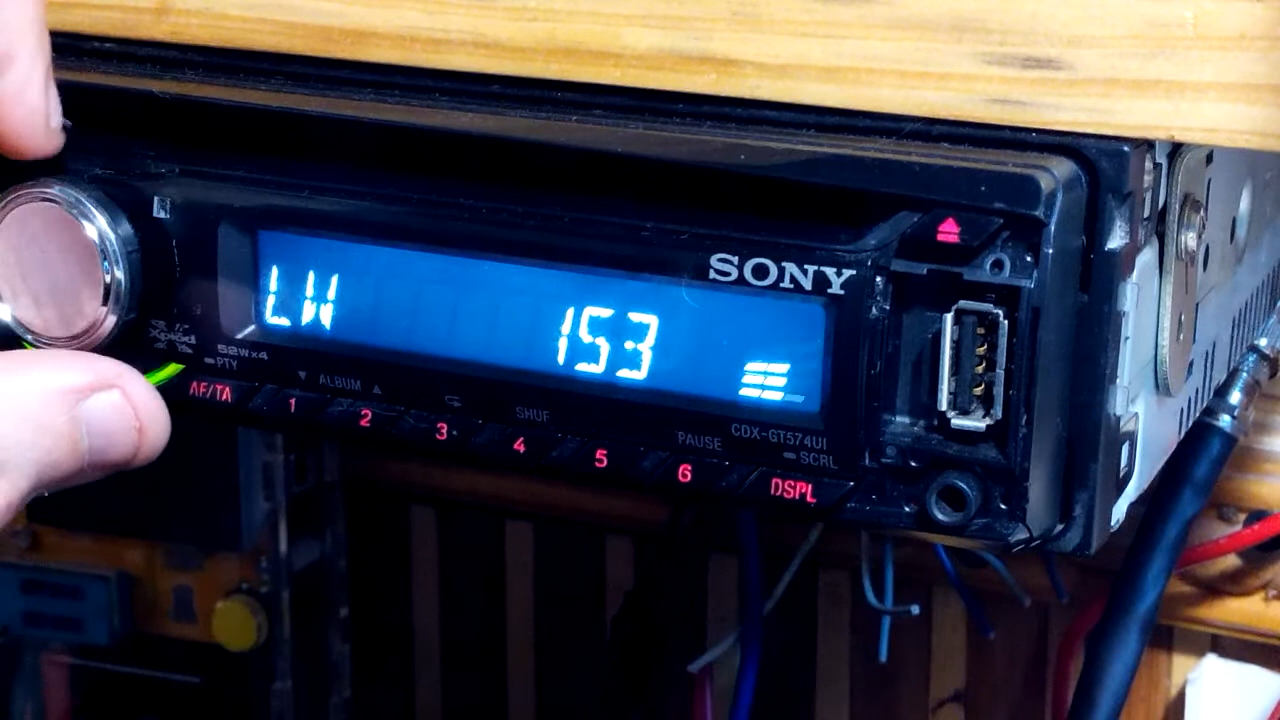 SONY
LW 153
Xplod
52W×4
PTY
AF/TA
ALBUM
SHUF
PAUSE
CDX-GT574UI
SCRL
1 2 3 4 5 6 DSPL